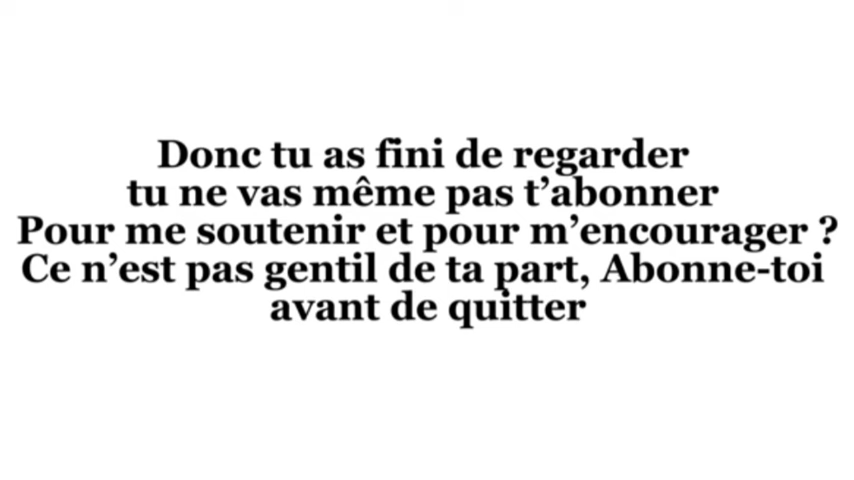 Donc tu as fini de regarder
tu ne vas même pas t’abonner
Pour me soutenir et pour m’encourager ?
Ce n’est pas gentil de ta part, Abonne-toi
avant de quitter